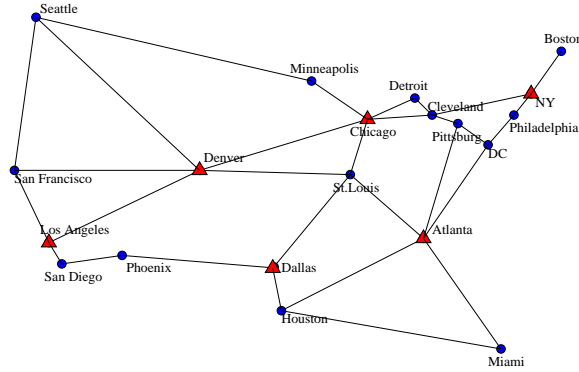 Seattle
Boston
Minneapolis
Detroit
NY
Cleveland
Chicago
Pittsburg
Philadelphia
DC
Denver
San Francisco
St.Louis
Los Angeles
Atlanta
San Diego
Phoenix
Dallas
Houston
Miami